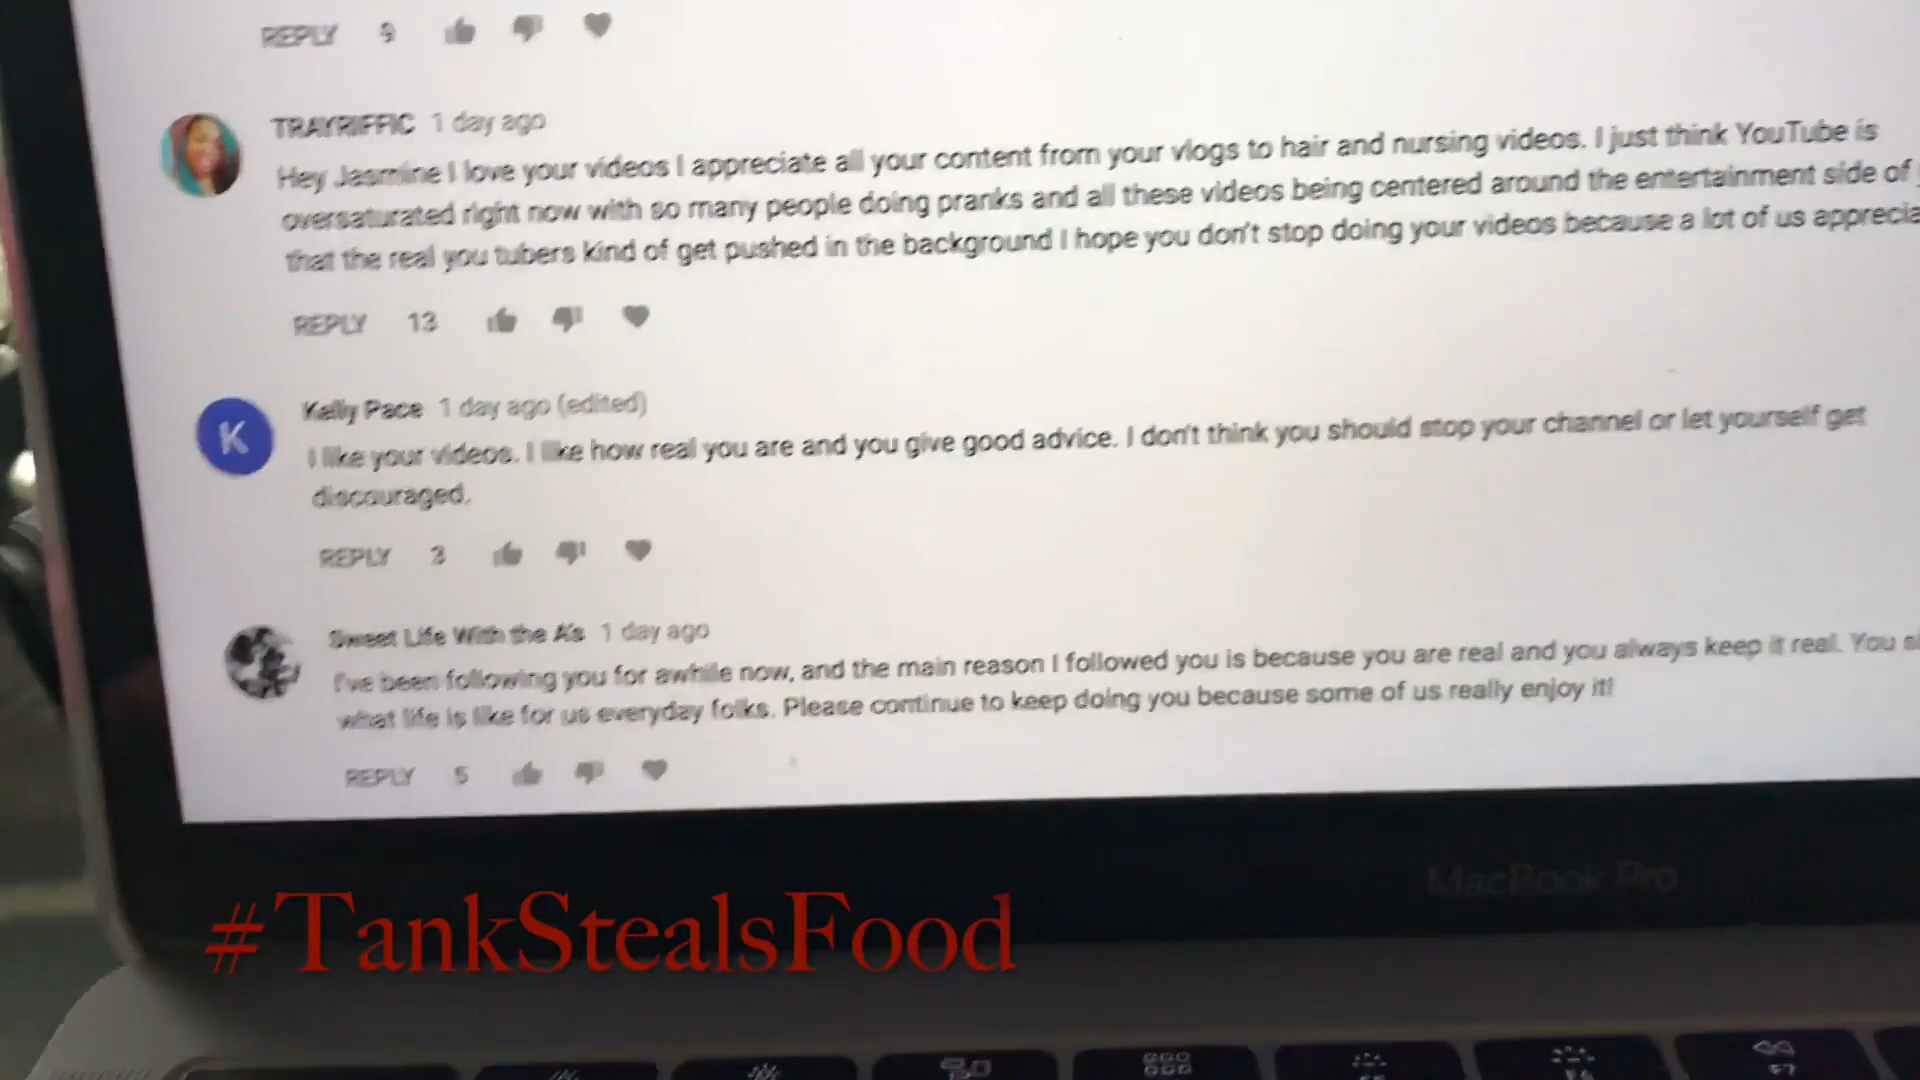 REPLY 9
TRAYRIFFIC 1 day ago
Hey Jasmine I love your videos I appreciate all your content from your vlogs to hair and nursing videos. I just think YouTube is
oversaturated right now with so many people doing pranks and all these videos being centered around the entertainment side of
that the real you tubers kind of get pushed in the background I hope you don't stop doing your videos because a lot of us apprecia
REPLY 13
K
Kelly Pace 1 day ago (edited)
I like your videos. I like how real you are and you give good advice. I don't think you should stop your channel or let yourself get
discouraged.
REPLY 3
Sweet Life With the A's 1 day ago
I've been following you for awhile now, and the main reason I followed you is because you are real and you always keep it real. You
what life is like for us everyday folks. Please continue to keep doing you because some of us really enjoy it!
REPLY 5
MacBook Pro
#TankStealsFood
F7